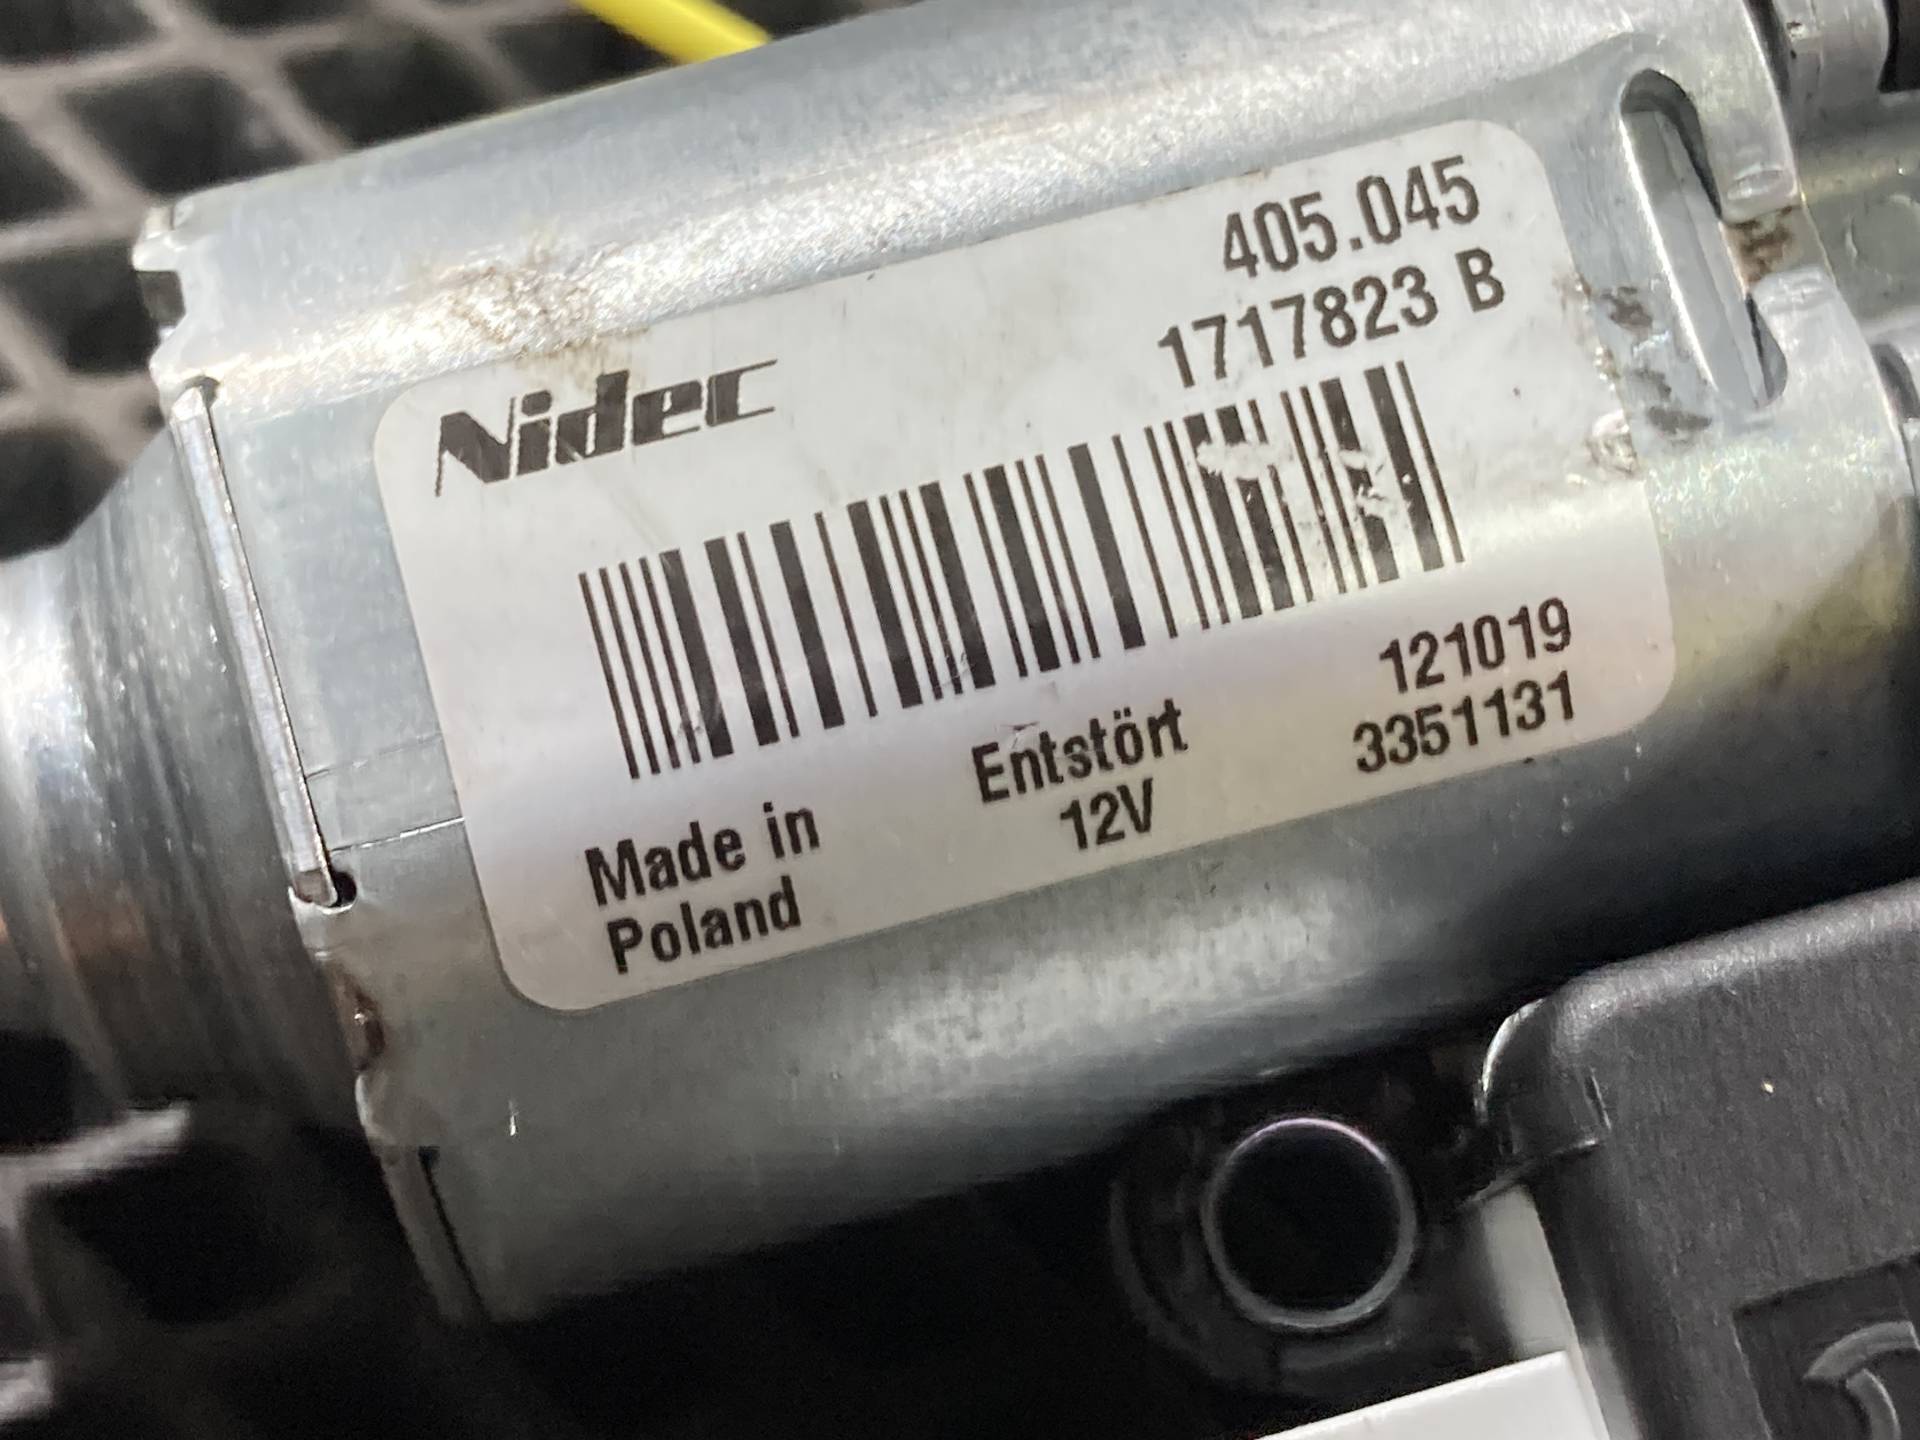 405.045
1717823 B
Nidec
121019
Entstört
3351131
12V
Made in
Poland